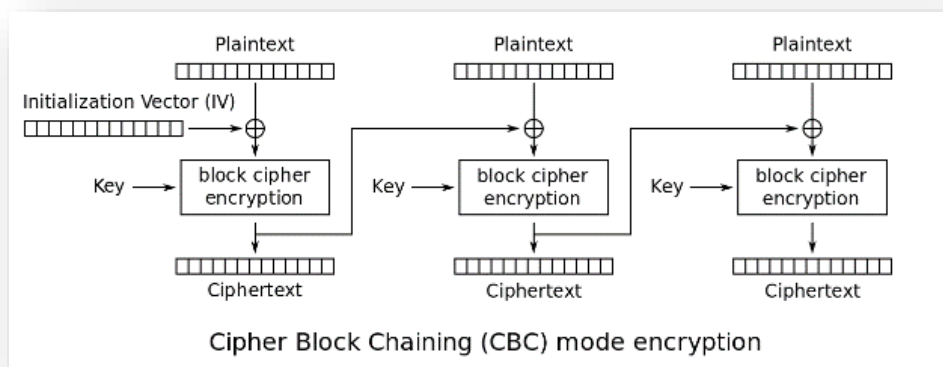 Plaintext
Plaintext
Plaintext
Initialization Vector (IV)
Key
block cipher
encryption
Key
block cipher
encryption
Key
block cipher
encryption
Ciphertext
Ciphertext
Ciphertext
Cipher Block Chaining (CBC) mode encryption